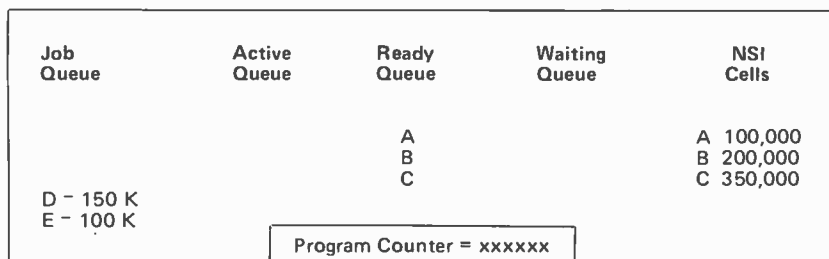 Job Active Ready Waiting NSI
Queue Queue Queue Queue Cells
A A 100,000
B B 200,000
C C 350,000
D - 150 K
E - 100 K
Program Counter = xxxxxx